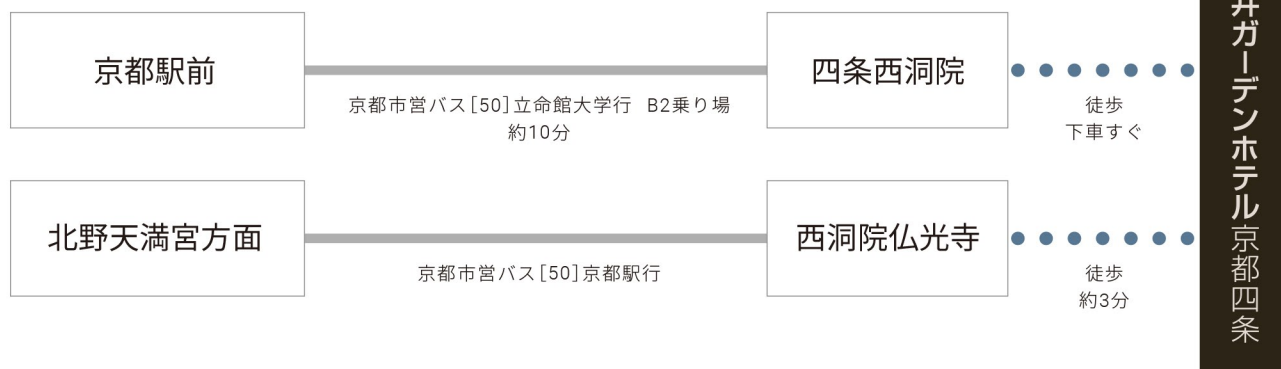 京都駅前
京都市営バス[50]立命館大学行 B2乗り場
約10分
四条西洞院
徒歩
下車すぐ
北野天満宮方面
京都市営バス[50]京都駅行
西洞院仏光寺
徒歩
約3分
井ガーデンホテル京都四条